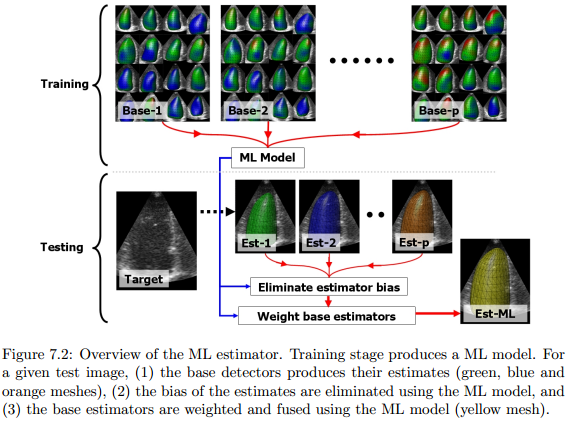 Training
Base-1
Base-2
Base-p
ML Model
Testing
Target
Est-1
Est-2
Est-p
Eliminate estimator bias
Weight base estimators
Est-ML
Figure 7.2: Overview of the ML estimator. Training stage produces a ML model. For
a given test image, (1) the base detectors produces their estimates (green, blue and
orange meshes), (2) the bias of the estimates are eliminated using the ML model, and
(3) the base estimators are weighted and fused using the ML model (yellow mesh).